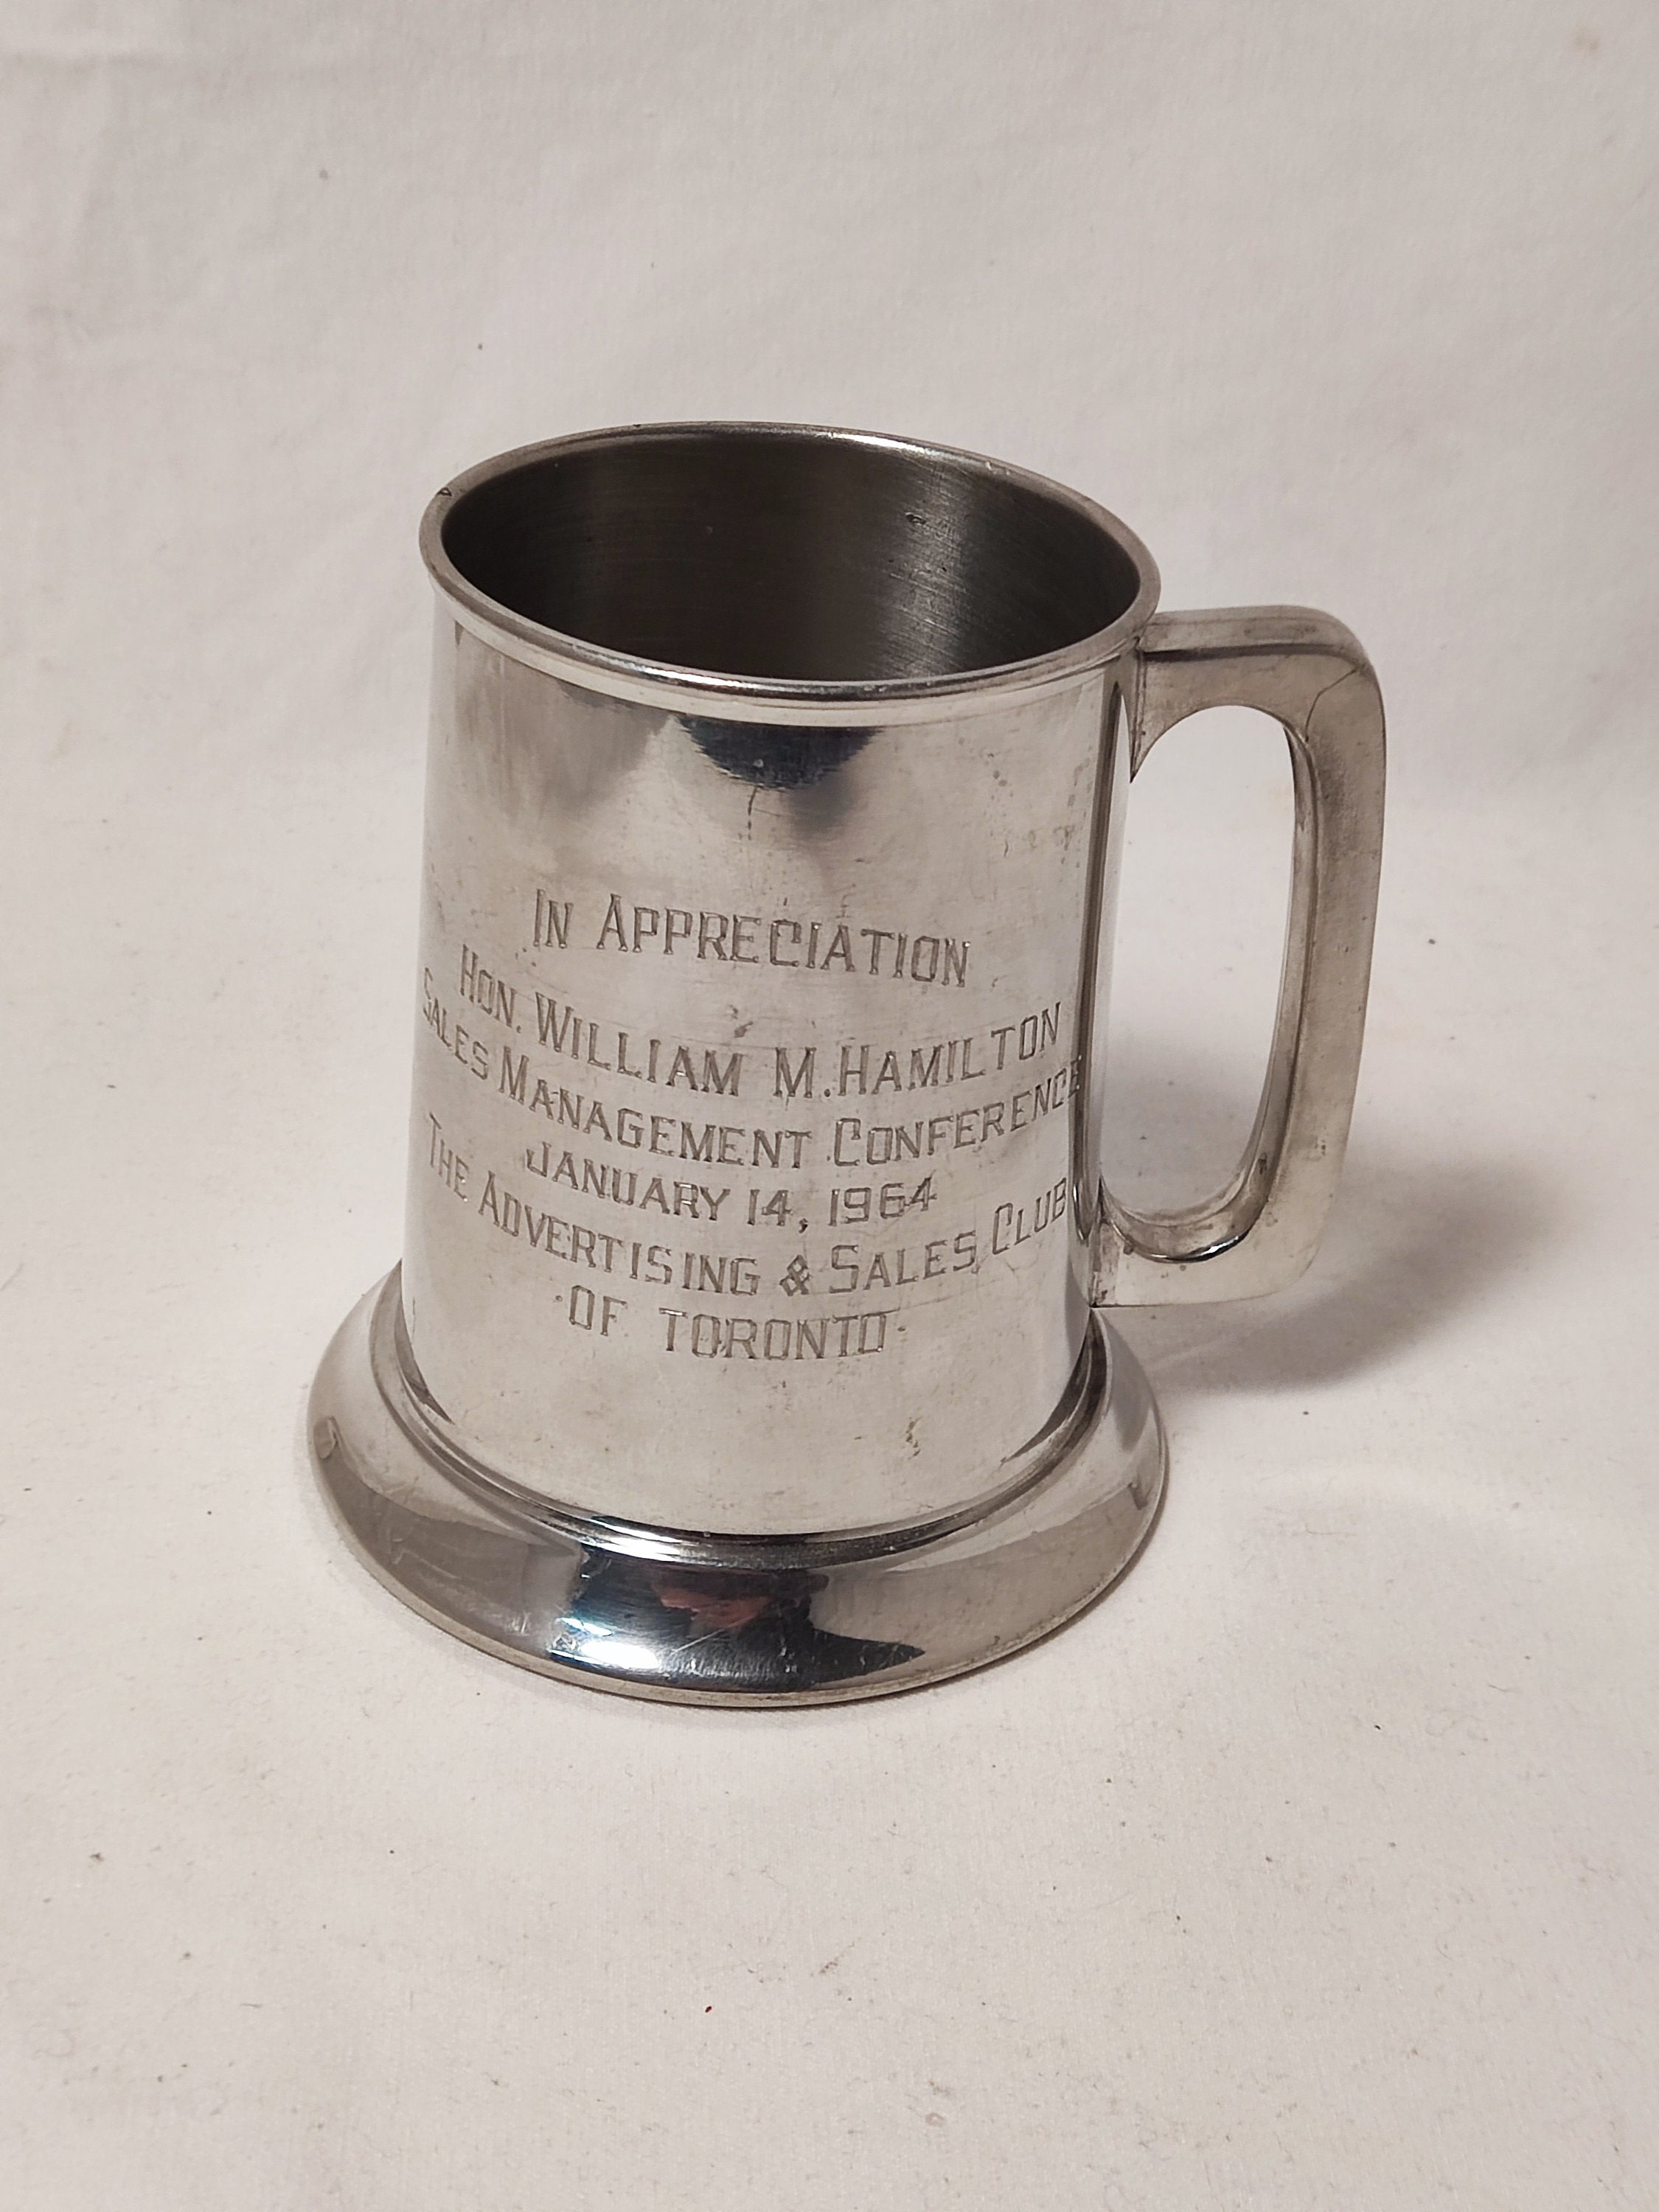 IN APPRECIATION
HON. WILLIAM M. HAMILTON
SALES MANAGEMENT CONFERENCE
JANUARY 14, 1964
THE ADVERTISING & SALES CLUB
·OF TORONTO·